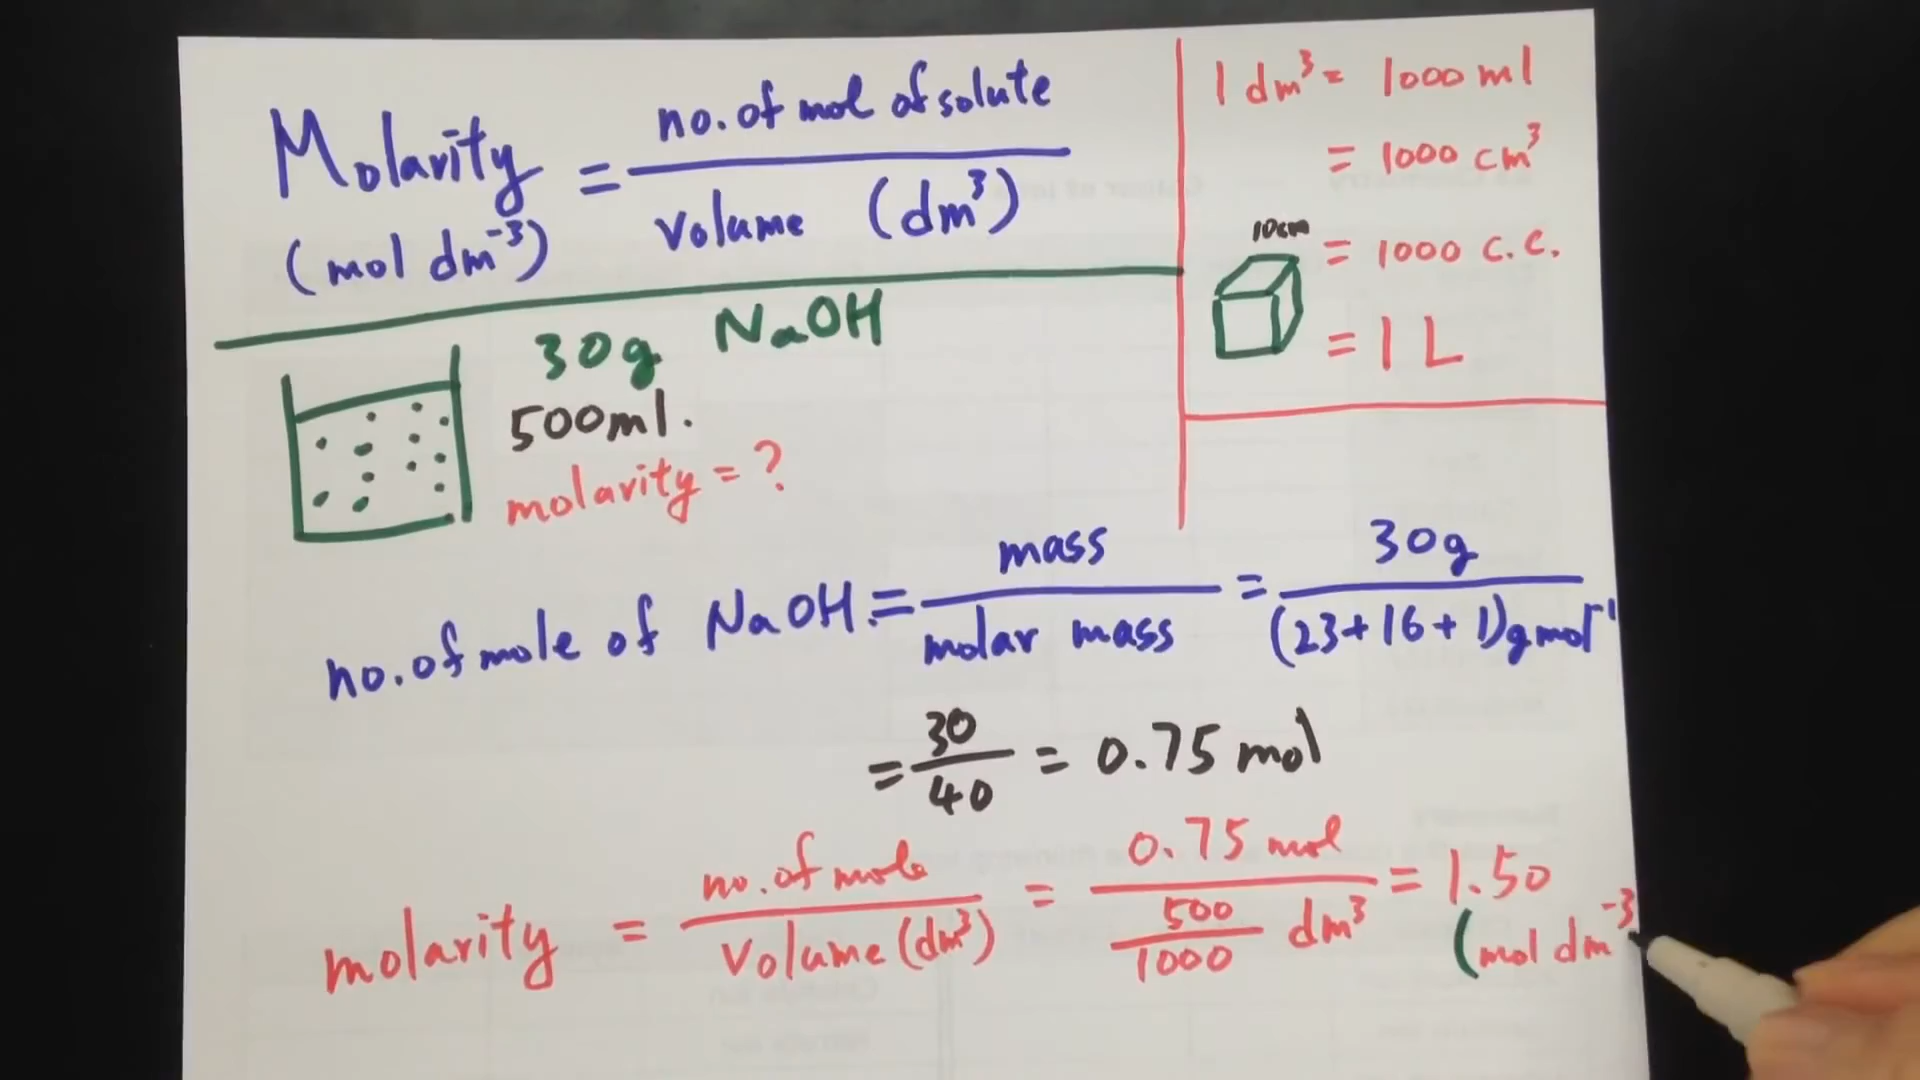 Molarity = no. of mol of solute / volume (dm³)
(mol dm⁻³)
1 dm³ = 1000 ml
= 1000 cm³
10cm
= 1000 c.c.
= 1 L
30g NaOH
500ml.
molarity = ?
no. of mole of NaOH = mass / molar mass = 30g / (23+16+1)g mol⁻¹
= 30 / 40 = 0.75 mol
molarity = no. of mole / Volume (dm³) = 0.75 mol / 500/1000 dm³ = 1.50
(mol dm⁻³